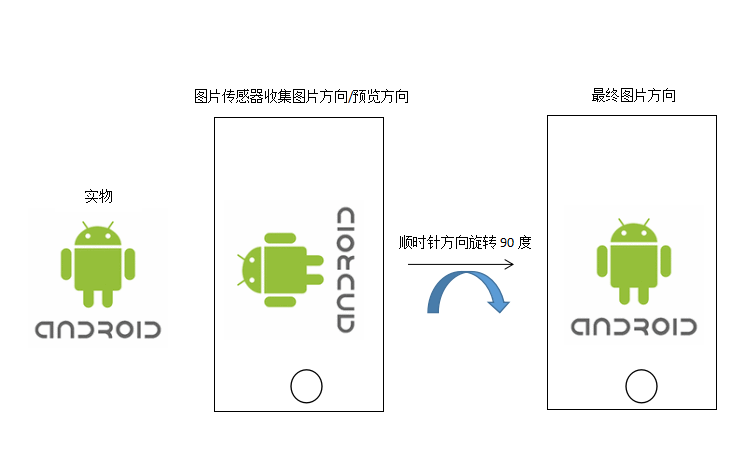 图片传感器收集图片方向/预览方向
最终图片方向
实物
顺时针方向旋转 90 度
ANDROID
ANDROID
ANDROID